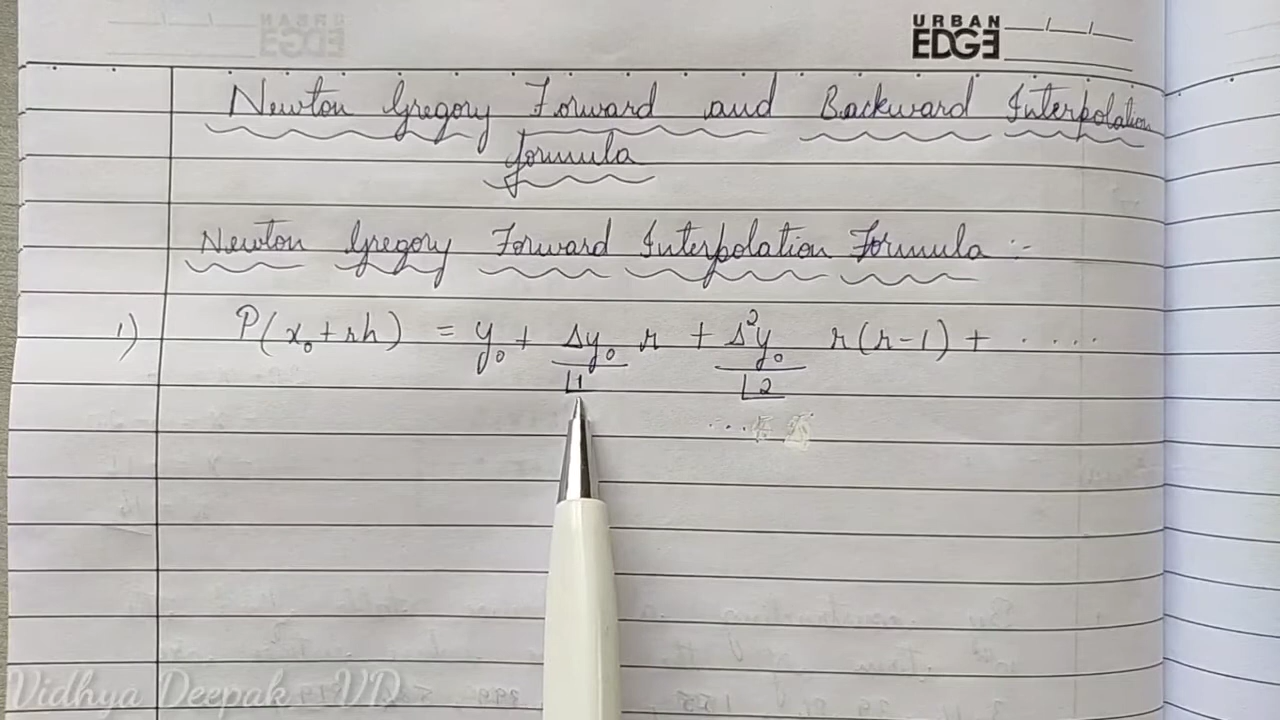 URBAN
EDGE
Newton Gregory Forward and Backward Interpolation
formula
Newton Gregory Forward Interpolation Formula :-
1) P(x₀+rh) = y₀ + Δy₀/⌊1 r + Δ²y₀/⌊2 r(r-1) + ....
...
Vidhya Deepak_VD